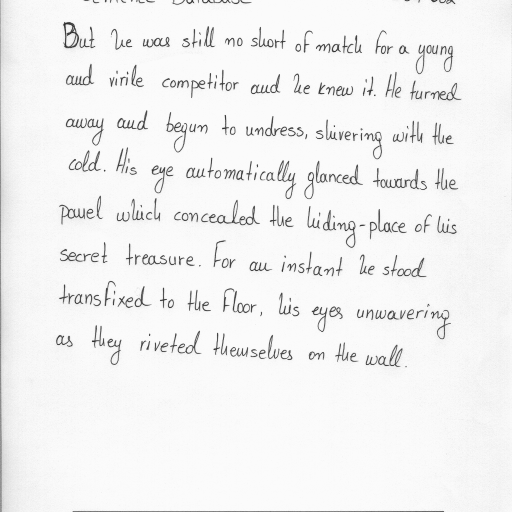 Sentence Database
But he was still no short of match for a young
and virile competitor and he knew it. He turned
away and begun to undress, shivering with the
cold. His eye automatically glanced towards the
panel which concealed the hiding-place of his
secret treasure. For an instant he stood
transfixed to the floor, his eyes unwavering
as they riveted themselves on the wall.